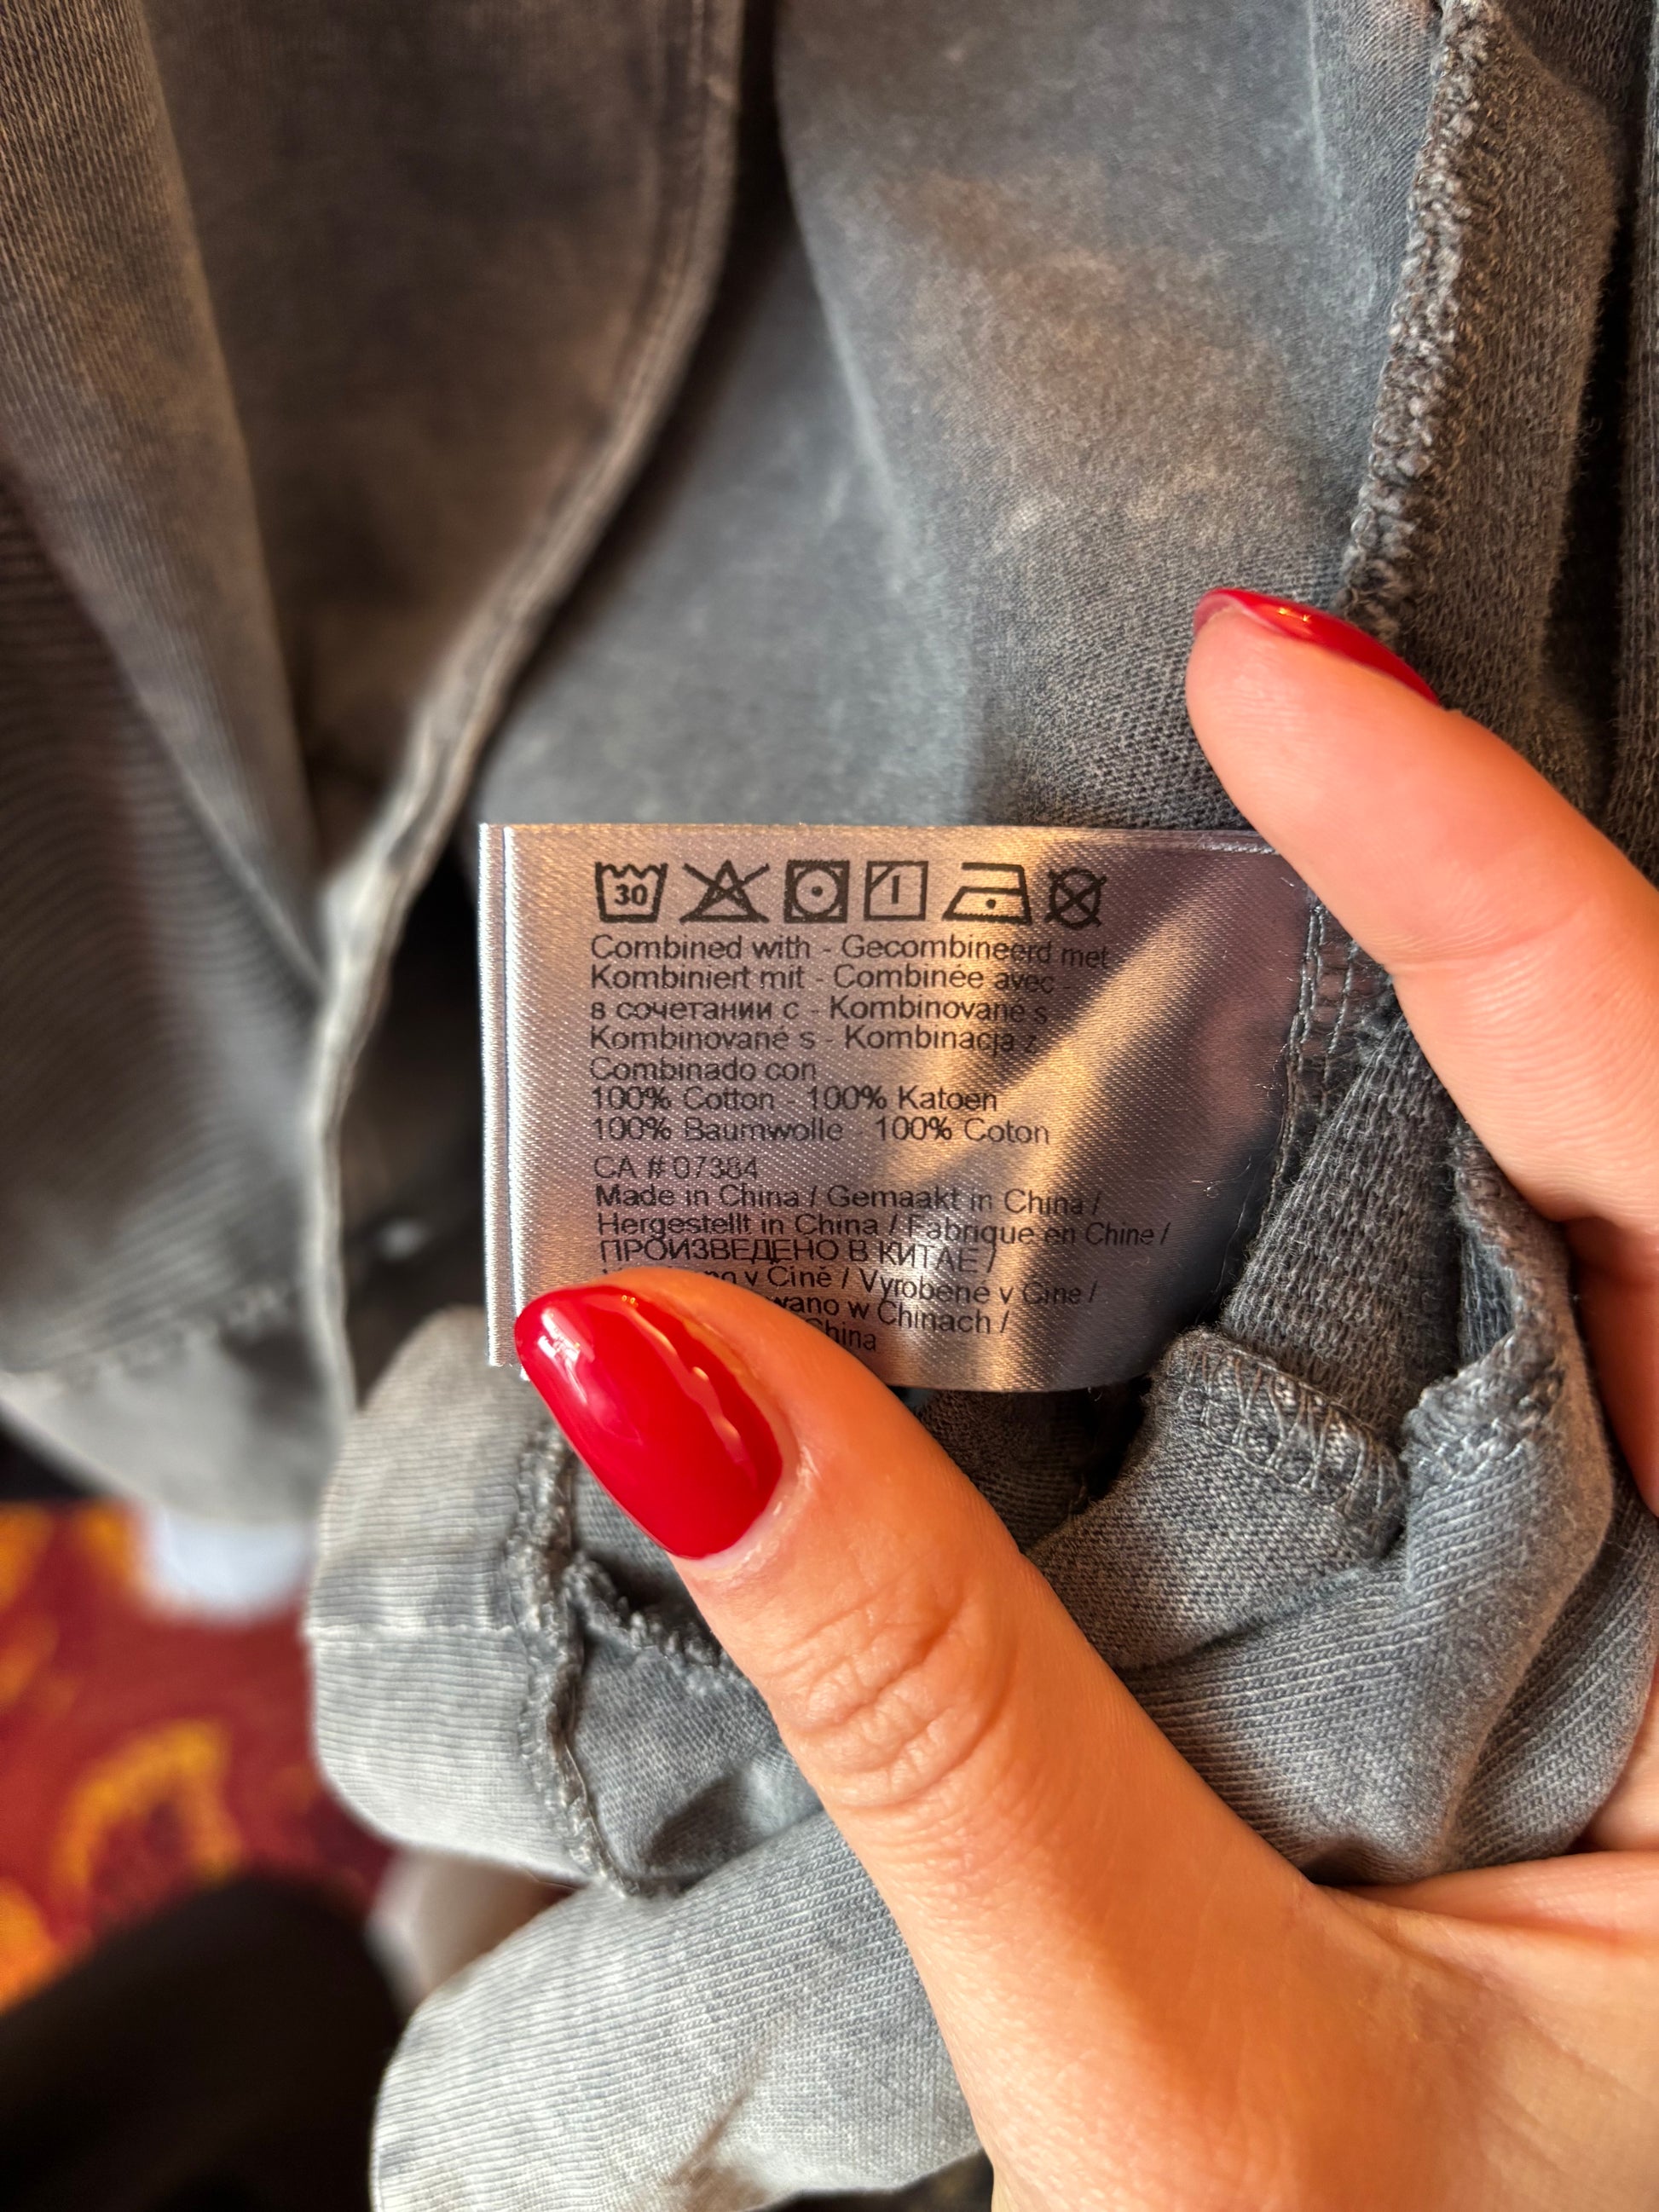 30
Combined with - Gecombineerd met
Kombiniert mit - Combinée avec -
в сочетании с - Kombinované s
Kombinované s - Kombinacja z
Combinado con
100% Cotton - 100% Katoen
100% Baumwolle - 100% Coton
CA # 07384
Made in China / Gemaakt in China /
Hergestellt in China / Fabrique en Chine /
ПРОИЗВЕДЕНО В КИТАЕ /
v Číně / Vyrobené v Číne /
w Chinach /
China